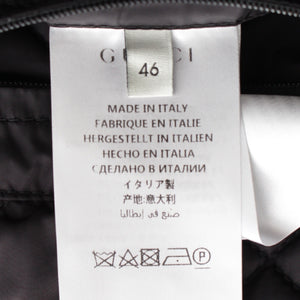 GUCCI
46
MADE IN ITALY
FABRIQUE EN ITALIE
HERGESTELLT IN ITALIEN
HECHO EN ITALIA
СДЕЛАНО В ИТАЛИИ
イタリア製
产地:意大利
صنع في إيطاليا
P